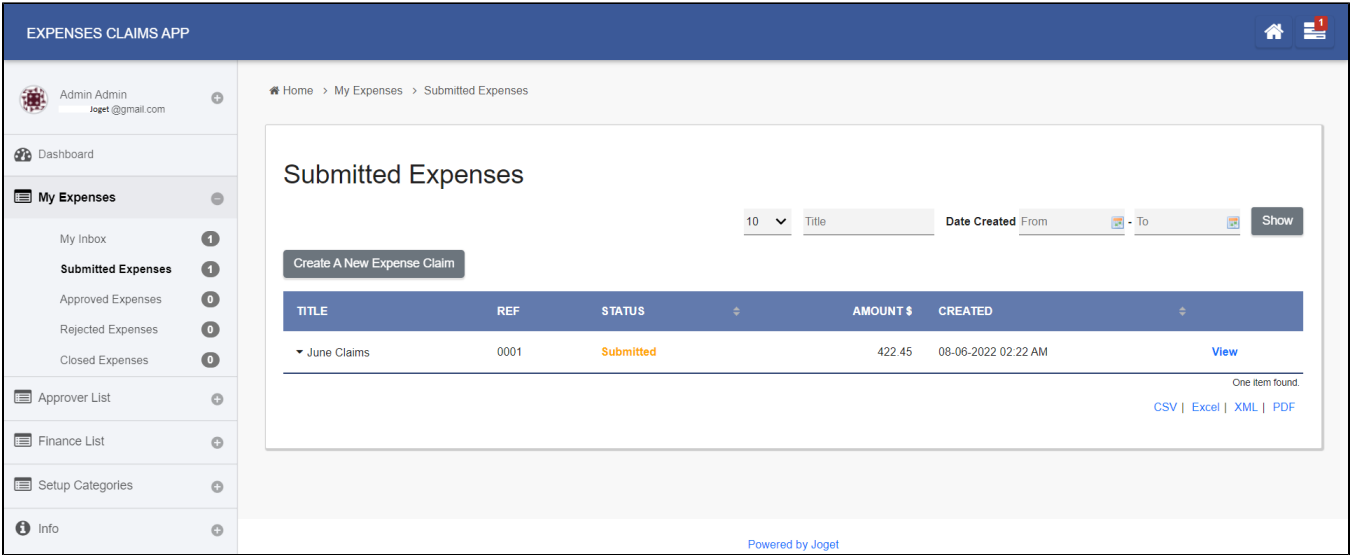 EXPENSES CLAIMS APP
1
Admin Admin
Joget @gmail.com
Dashboard
My Expenses
My Inbox 1
Submitted Expenses 1
Approved Expenses 0
Rejected Expenses 0
Closed Expenses 0
Approver List
Finance List
Setup Categories
Info
Home > My Expenses > Submitted Expenses
Submitted Expenses
10 Title Date Created From - To Show
Create A New Expense Claim
TITLE REF STATUS AMOUNT $ CREATED
June Claims 0001 Submitted 422.45 08-06-2022 02:22 AM View
One item found.
CSV | Excel | XML | PDF
Powered by Joget